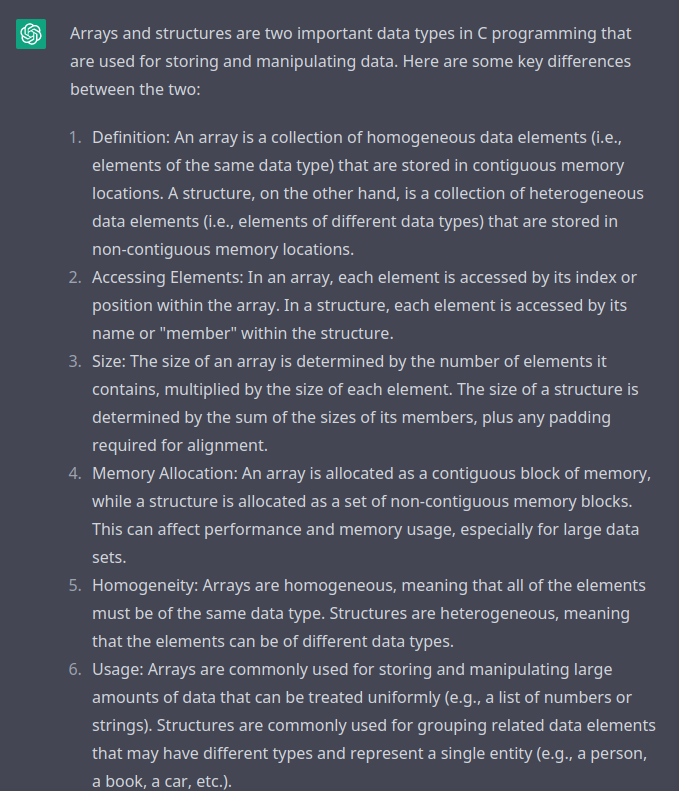 Arrays and structures are two important data types in C programming that
are used for storing and manipulating data. Here are some key differences
between the two:
1. Definition: An array is a collection of homogeneous data elements (i.e.,
elements of the same data type) that are stored in contiguous memory
locations. A structure, on the other hand, is a collection of heterogeneous
data elements (i.e., elements of different data types) that are stored in
non-contiguous memory locations.
2. Accessing Elements: In an array, each element is accessed by its index or
position within the array. In a structure, each element is accessed by its
name or "member" within the structure.
3. Size: The size of an array is determined by the number of elements it
contains, multiplied by the size of each element. The size of a structure is
determined by the sum of the sizes of its members, plus any padding
required for alignment.
4. Memory Allocation: An array is allocated as a contiguous block of memory,
while a structure is allocated as a set of non-contiguous memory blocks.
This can affect performance and memory usage, especially for large data
sets.
5. Homogeneity: Arrays are homogeneous, meaning that all of the elements
must be of the same data type. Structures are heterogeneous, meaning
that the elements can be of different data types.
6. Usage: Arrays are commonly used for storing and manipulating large
amounts of data that can be treated uniformly (e.g., a list of numbers or
strings). Structures are commonly used for grouping related data elements
that may have different types and represent a single entity (e.g., a person,
a book, a car, etc.).